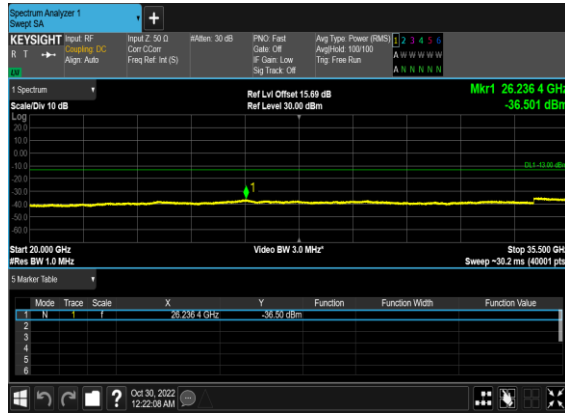 Spectrum Analyzer 1
Swept SA
+
KEYSIGHT
R T
LW
Input: RF
Coupling: DC
Align: Auto
Input Z: 50 Ω
Corr CCorr
Freq Ref: Int (S)
#Atten: 30 dB
PNO: Fast
Gate: Off
IF Gain: Low
Sig Track: Off
Avg Type: Power (RMS)
Avg|Hold: 100/100
Trig: Free Run
1 2 3 4 5 6
A W W W W W
A N N N N N
1 Spectrum
Scale/Div 10 dB
Ref Lvl Offset 15.69 dB
Ref Level 30.00 dBm
Mkr1 26.236 4 GHz
-36.501 dBm
Log
20.0
10.0
0.00
-10.0
DL1 -13.00 dBm
-20.0
-30.0
1
-40.0
-50.0
-60.0
Start 20.000 GHz
Video BW 3.0 MHz*
Stop 35.500 GHz
#Res BW 1.0 MHz
Sweep ~30.2 ms (40001 pts)
5 Marker Table
Mode Trace Scale X Y Function Function Width Function Value
1 N 1 f 26.236 4 GHz -36.50 dBm
2
3
4
5
6
? Oct 30, 2022
12:22:08 AM